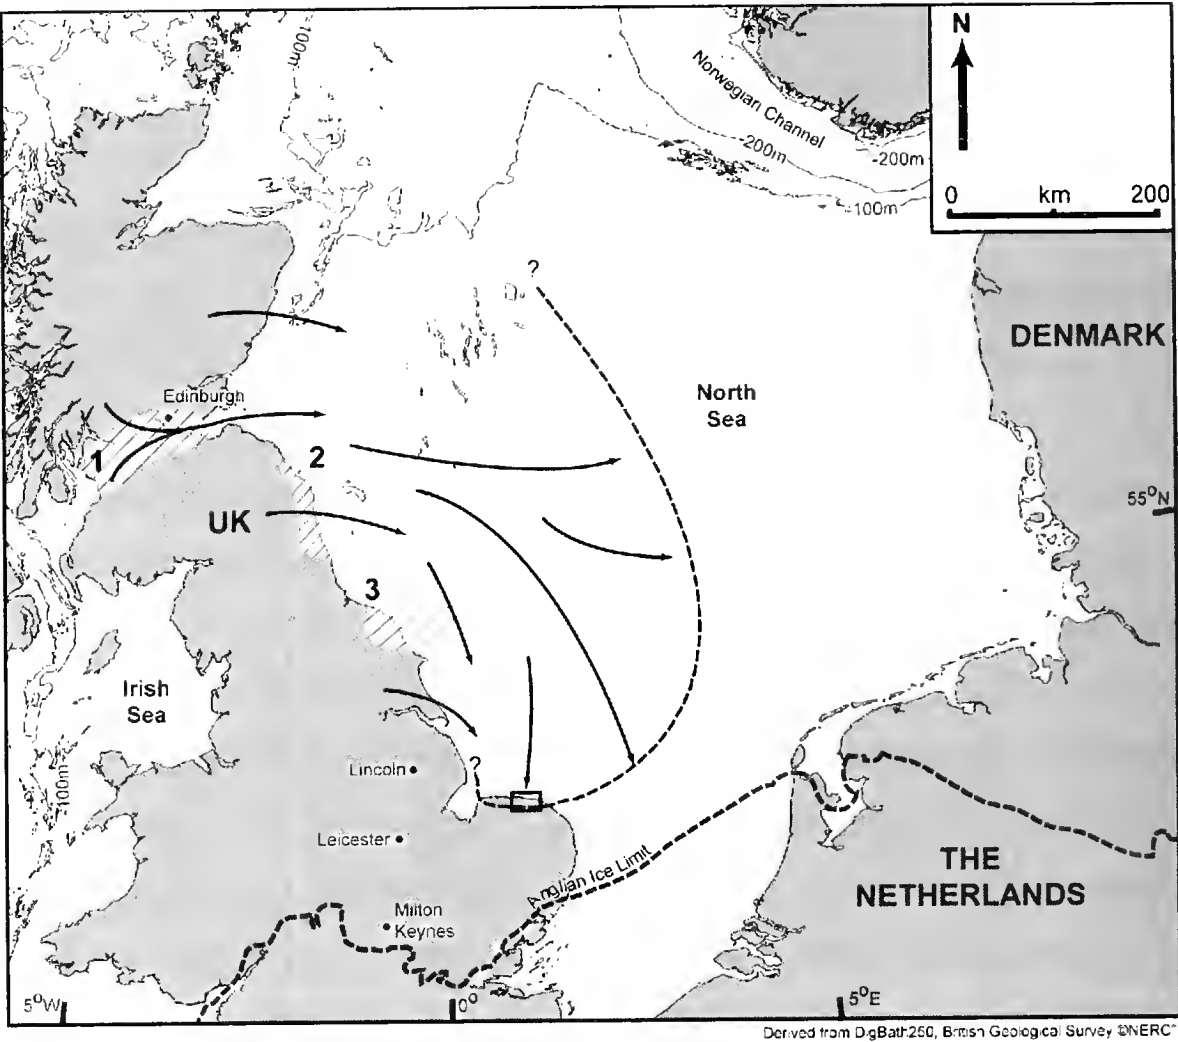 100m
N
Norwegian Channel
-200m
-200m
-100m
0 km 200
?
DENMARK
North
Sea
Edinburgh
1
2
55°N
UK
3
Irish
Sea
?
Lincoln
100m
Leicester
Anglian Ice Limit
THE
NETHERLANDS
Milton
Keynes
5°W
0°
5°E
Derived from DigBath250, British Geological Survey ©NERC